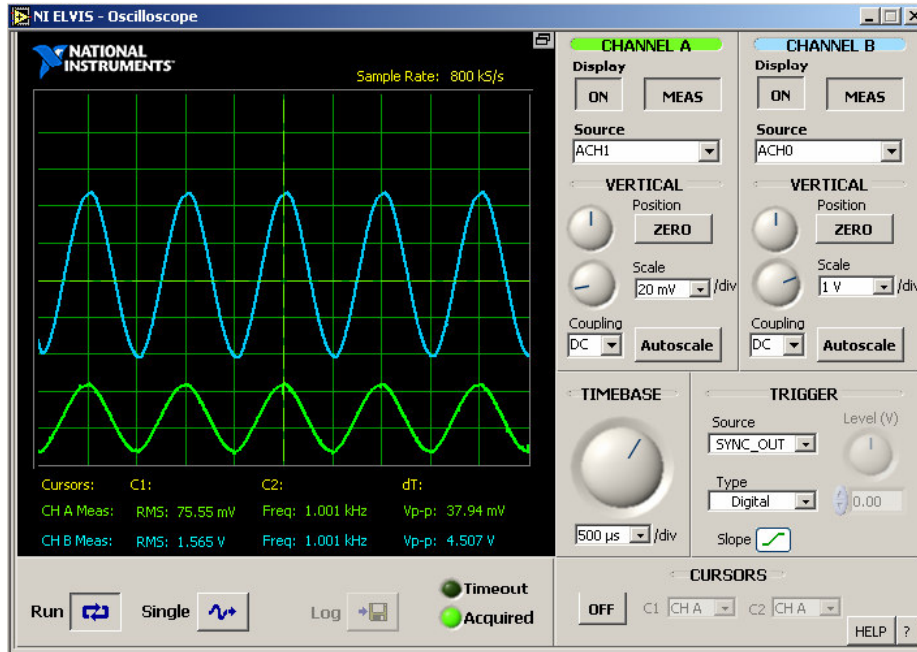 NI ELVIS - Oscilloscope
NATIONAL
INSTRUMENTS™
Sample Rate: 800 kS/s
Cursors: C1: C2: dT:
CH A Meas: RMS: 75.55 mV Freq: 1.001 kHz Vp-p: 37.94 mV
CH B Meas: RMS: 1.565 V Freq: 1.001 kHz Vp-p: 4.507 V
Run Single Log Timeout
Acquired
CHANNEL A
Display
ON MEAS
Source
ACH1
VERTICAL
Position
ZERO
Scale
20 mV /div
Coupling
DC Autoscale
CHANNEL B
Display
ON MEAS
Source
ACH0
VERTICAL
Position
ZERO
Scale
1 V /div
Coupling
DC Autoscale
TIMEBASE
500 µs /div
TRIGGER
Source Level (V)
SYNC_OUT
Type
Digital 0.00
Slope
CURSORS
OFF C1 CH A C2 CH A
HELP ?